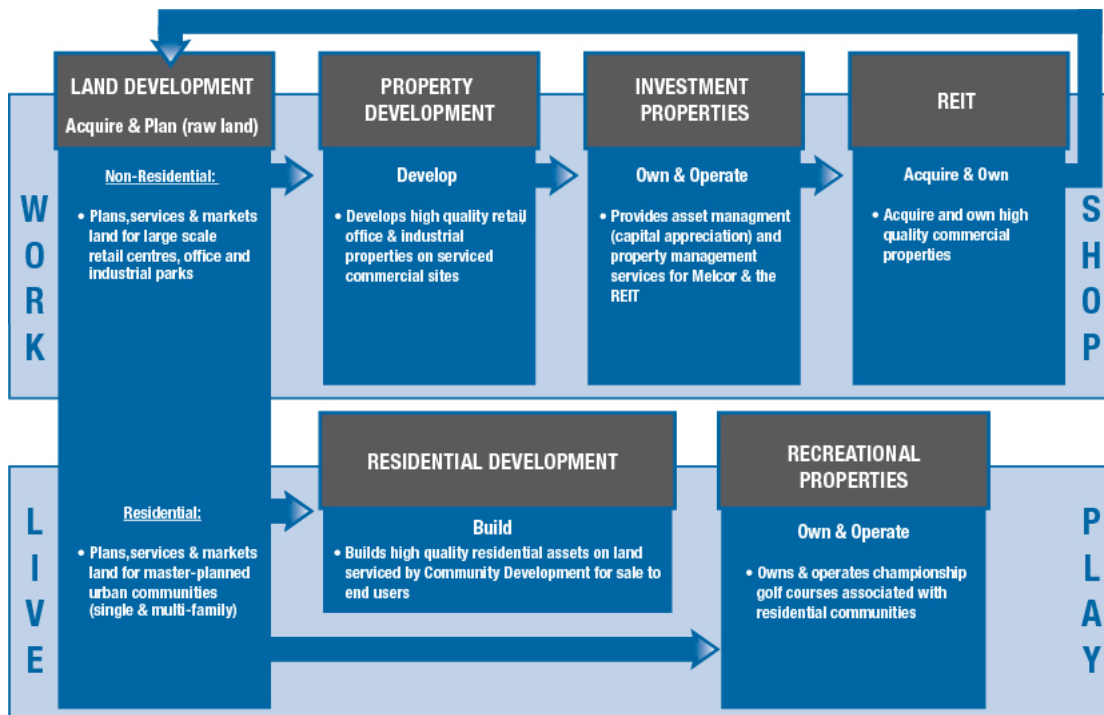 LAND DEVELOPMENT
Acquire & Plan (raw land)
Non-Residential:
• Plans,services & markets
land for large scale
retail centres, office and
industrial parks
PROPERTY
DEVELOPMENT
Develop
• Develops high quality retail,
office & industrial
properties on serviced
commercial sites
INVESTMENT
PROPERTIES
Own & Operate
• Provides asset managment
(capital appreciation) and
property management
services for Melcor & the
REIT
REIT
Acquire & Own
• Acquire and own high
quality commercial
properties
WORK
SHOP
Residential:
• Plans,services & markets
land for master-planned
urban communities
(single & multi-family)
RESIDENTIAL DEVELOPMENT
Build
• Builds high quality residential assets on land
serviced by Community Development for sale to
end users
RECREATIONAL
PROPERTIES
Own & Operate
• Owns & operates championship
golf courses associated with
residential communities
LIVE
PLAY